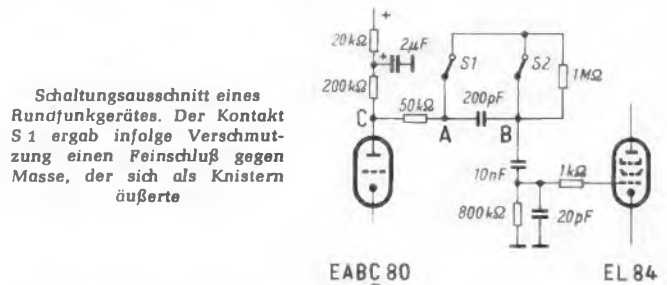 Schaltungsausschnitt eines
Rundfunkgerätes. Der Kontakt
S 1 ergab infolge Verschmut-
zung einen Feinschluß gegen
Masse, der sich als Knistern
äußerte
+
20kΩ
+
2µF
200kΩ
C
50kΩ
S1
A
200pF
S2
B
1MΩ
10nF
1kΩ
800kΩ
20pF
EABC 80
EL 84